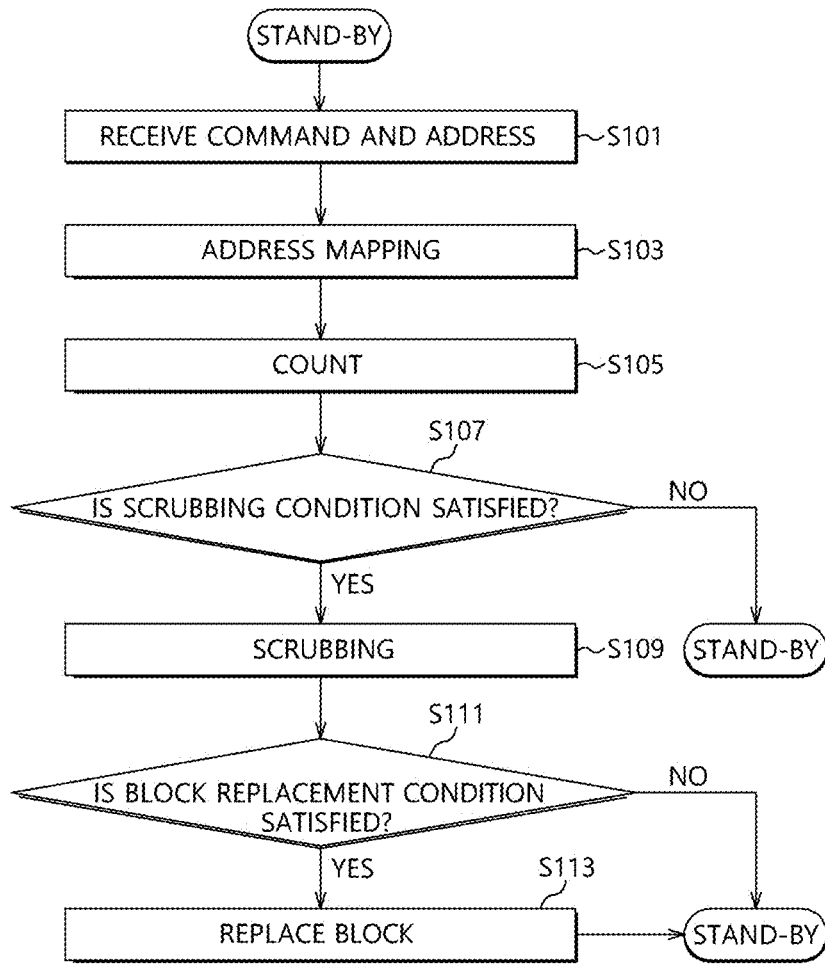 STAND-BY
RECEIVE COMMAND AND ADDRESS
S101
ADDRESS MAPPING
S103
COUNT
S105
S107
IS SCRUBBING CONDITION SATISFIED?
NO
YES
SCRUBBING
S109
STAND-BY
S111
IS BLOCK REPLACEMENT CONDITION
SATISFIED?
NO
YES
S113
REPLACE BLOCK
STAND-BY